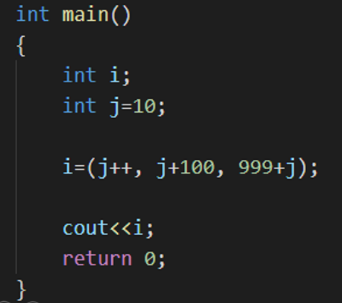 int main()
{
int i;
int j=10;
i=(j++, j+100, 999+j);
cout<<i;
return 0;
}